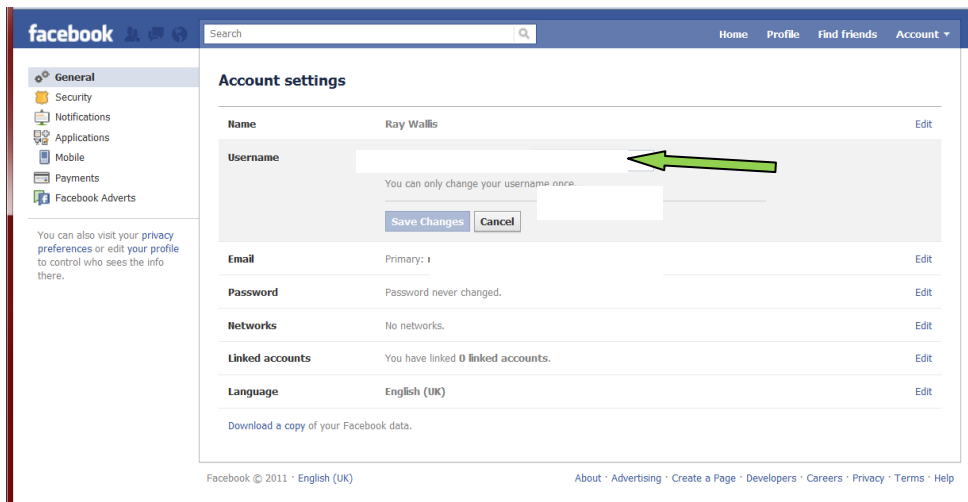 facebook Search Home Profile Find friends Account
General
Security
Notifications
Applications
Mobile
Payments
Facebook Adverts
You can also visit your privacy
preferences or edit your profile
to control who sees the info
there.
Account settings
Name Ray Wallis Edit
Username
You can only change your username once.
Save Changes Cancel
Email Primary: Edit
Password Password never changed. Edit
Networks No networks. Edit
Linked accounts You have linked 0 linked accounts. Edit
Language English (UK) Edit
Download a copy of your Facebook data.
Facebook © 2011 · English (UK) About · Advertising · Create a Page · Developers · Careers · Privacy · Terms · Help